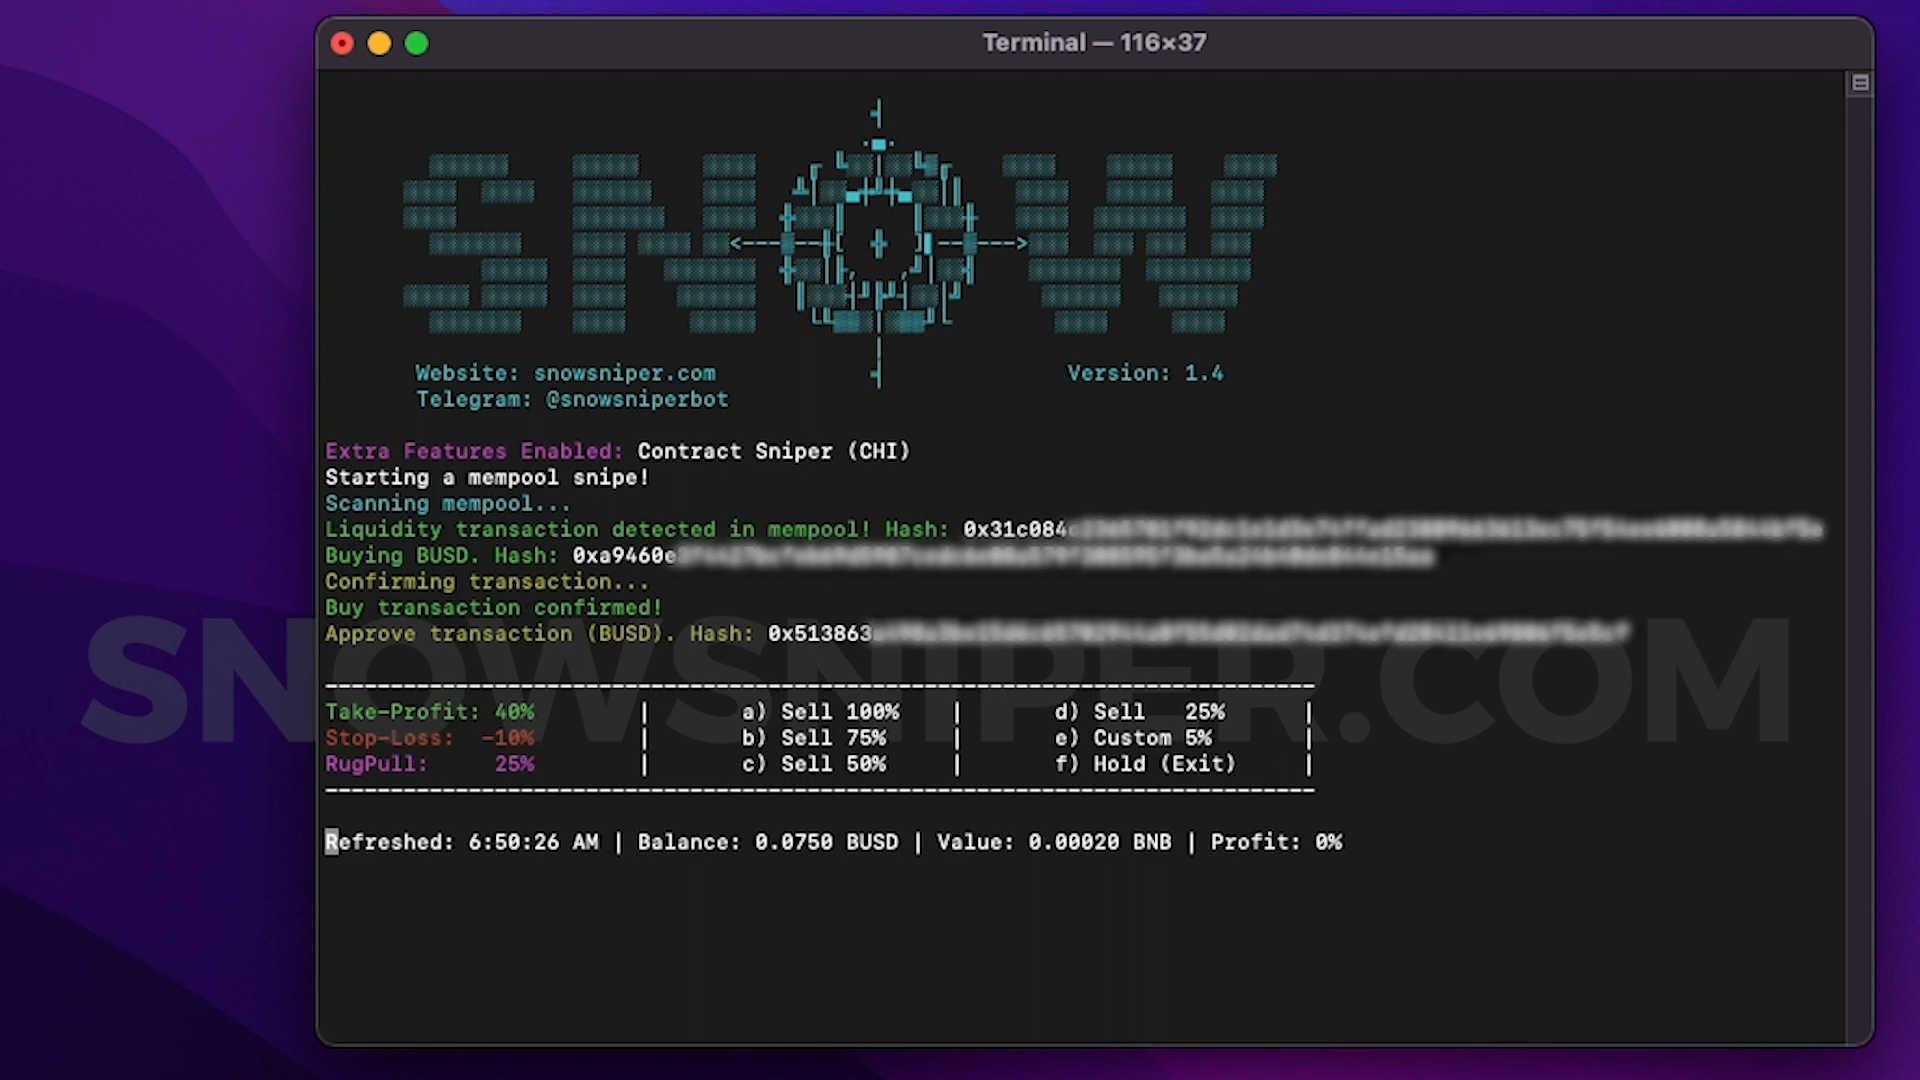 Terminal — 116×37
SNOW
Website: snowsniper.com
Version: 1.4
Telegram: @snowsniperbot
Extra Features Enabled: Contract Sniper (CHI)
Starting a mempool snipe!
Scanning mempool...
Liquidity transaction detected in mempool! Hash: 0x31c084
Buying BUSD. Hash: 0xa9460e
Confirming transaction...
Buy transaction confirmed!
Approve transaction (BUSD). Hash: 0x513863
SNOWSNIPER.COM
Take-Profit: 40% | a) Sell 100% | d) Sell 25% |
Stop-Loss: -10% | b) Sell 75% | e) Custom 5% |
RugPull: 25% | c) Sell 50% | f) Hold (Exit) |
Refreshed: 6:50:26 AM | Balance: 0.0750 BUSD | Value: 0.00020 BNB | Profit: 0%